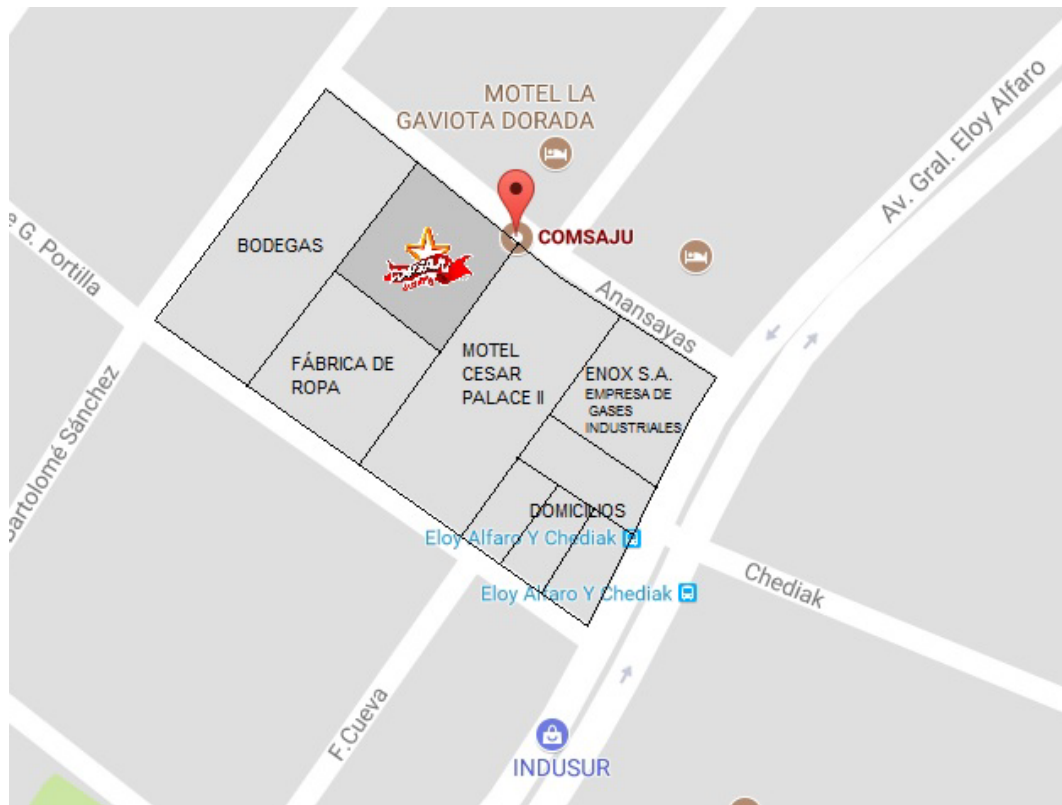 MOTEL LA
GAVIOTA DORADA
Av. Gral. Eloy Alfaro
e G. Portilla
BODEGAS
COMSAJU
COMSAJU
Anansayas
FÁBRICA DE
ROPA
MOTEL
CESAR
PALACE II
ENOX S.A.
EMPRESA DE
GASES
INDUSTRIALES
Bartolomé Sánchez
DOMICILIOS
Eloy Alfaro Y Chediak
Eloy Alfaro Y Chediak
Chediak
F.Cueva
INDUSUR